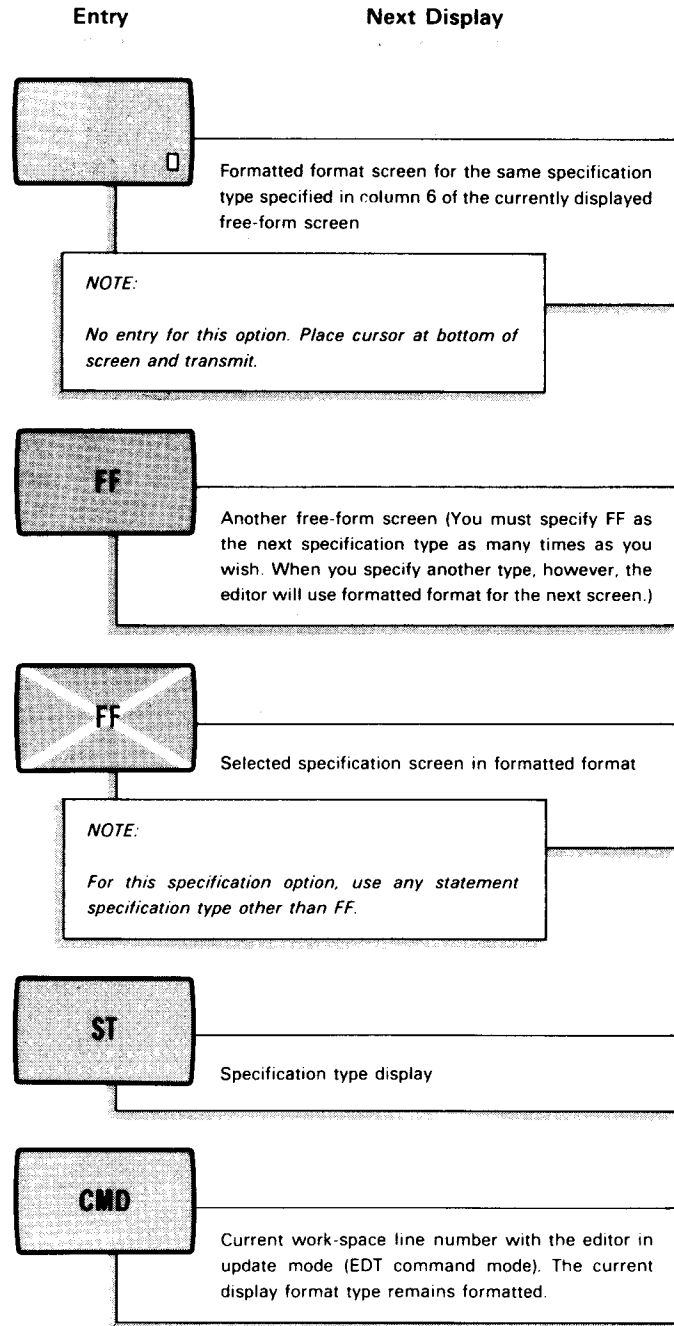 Entry Next Display
Formatted format screen for the same specification
type specified in column 6 of the currently displayed
free-form screen
NOTE:
No entry for this option. Place cursor at bottom of
screen and transmit.
FF
Another free-form screen (You must specify FF as
the next specification type as many times as you
wish. When you specify another type, however, the
editor will use formatted format for the next screen.)
FF
Selected specification screen in formatted format
NOTE:
For this specification option, use any statement
specification type other than FF.
ST
Specification type display
CMD
Current work-space line number with the editor in
update mode (EDT command mode). The current
display format type remains formatted.